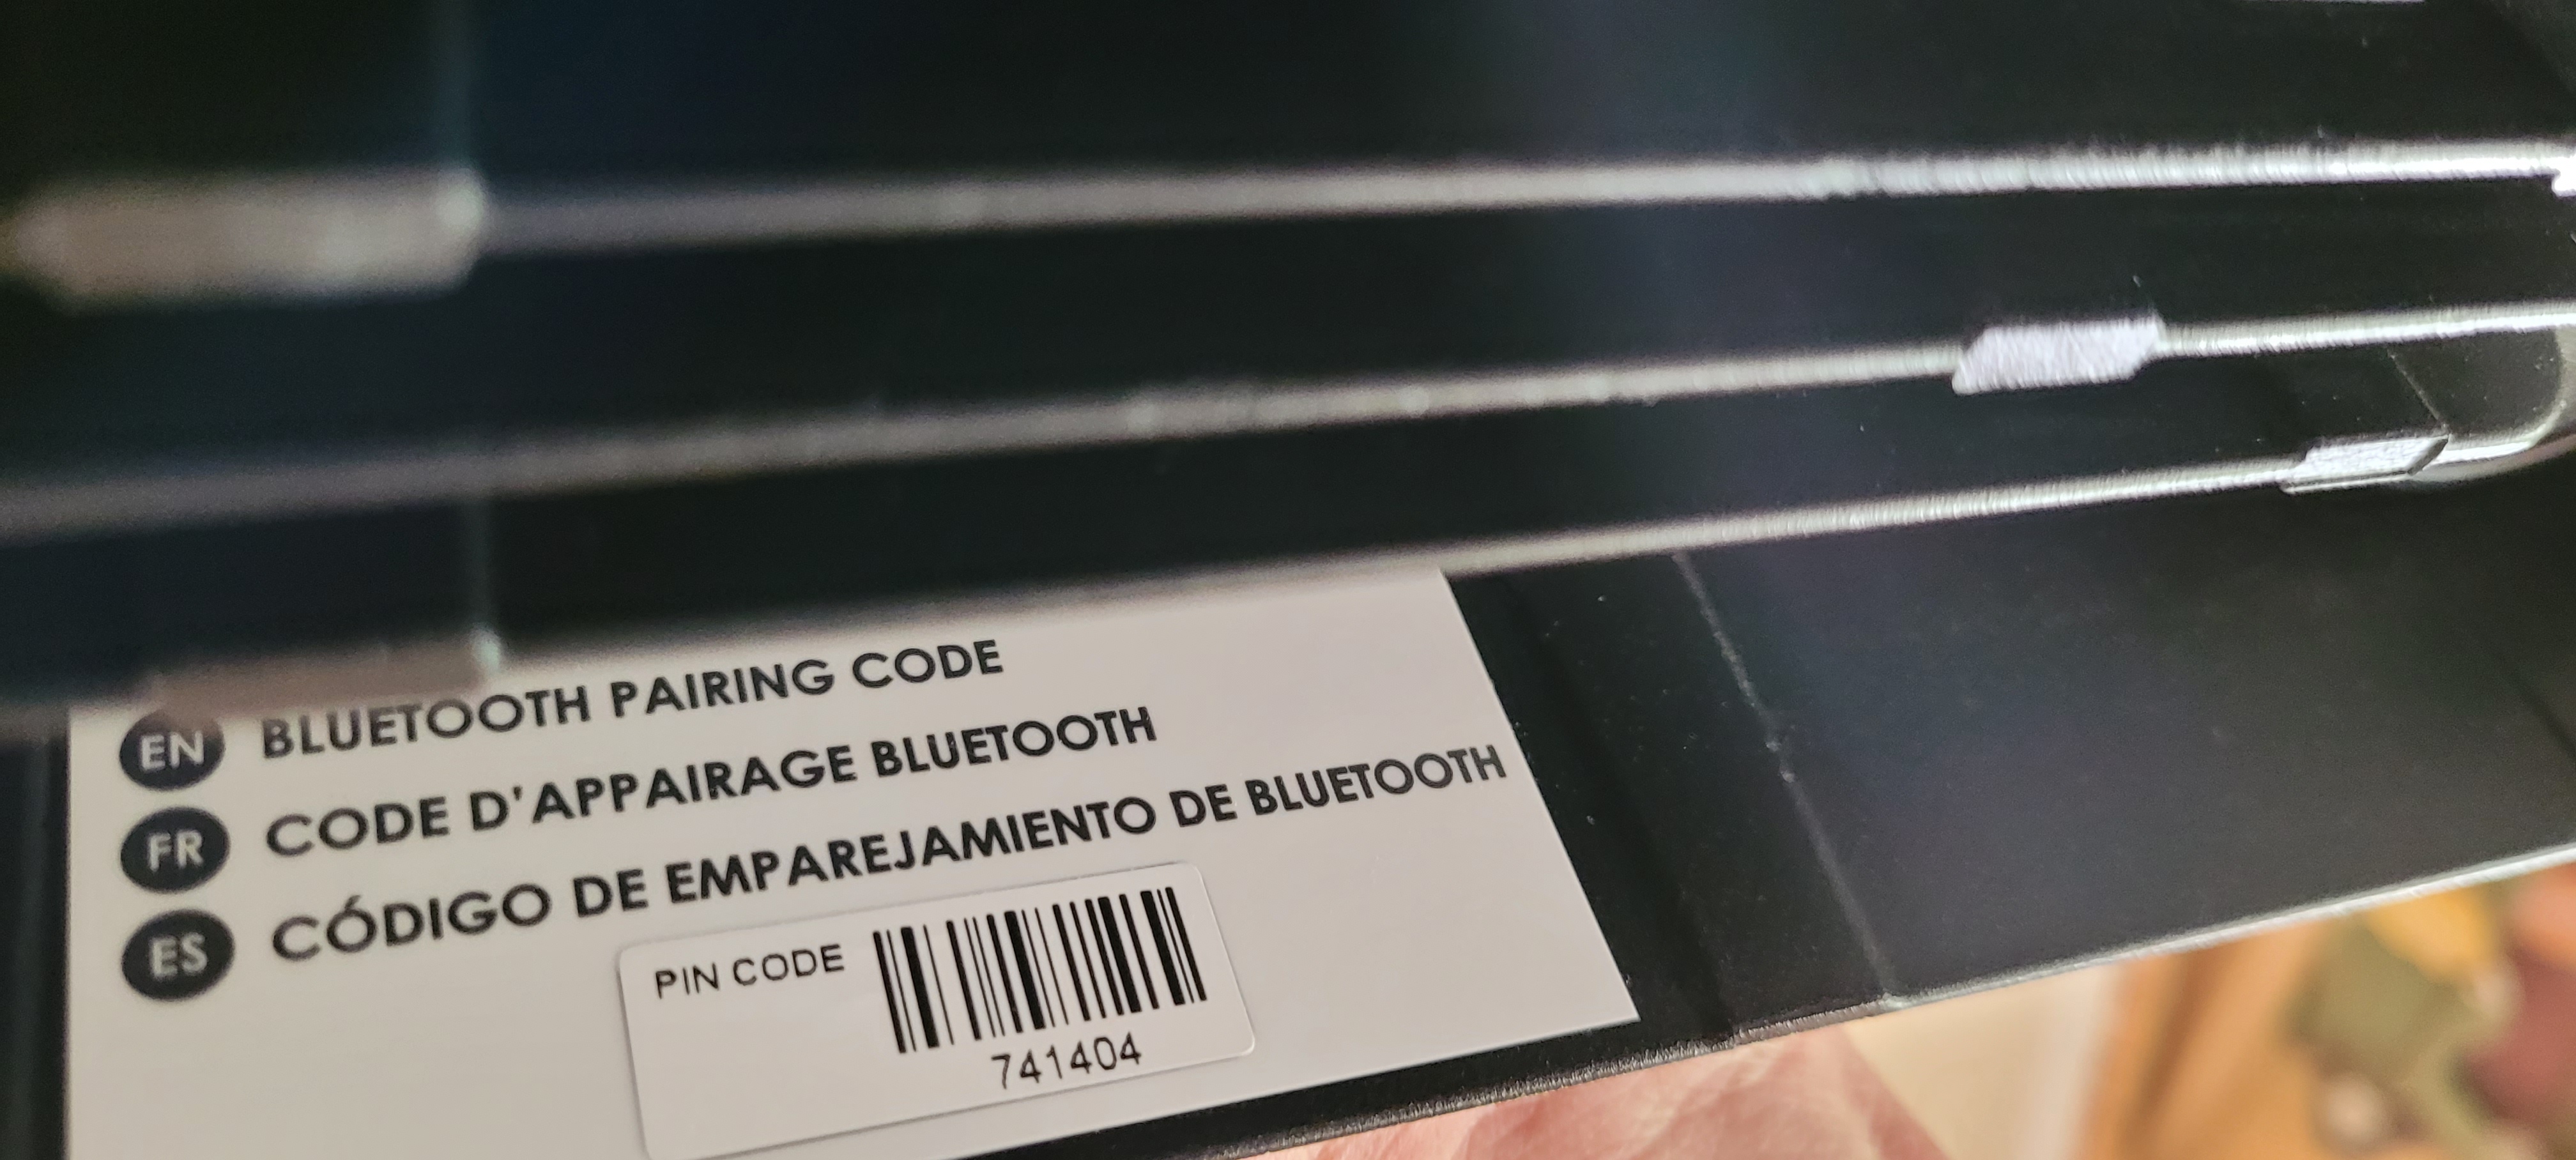 EN BLUETOOTH PAIRING CODE
FR CODE D'APPAIRAGE BLUETOOTH
ES CÓDIGO DE EMPAREJAMIENTO DE BLUETOOTH
PIN CODE
741404